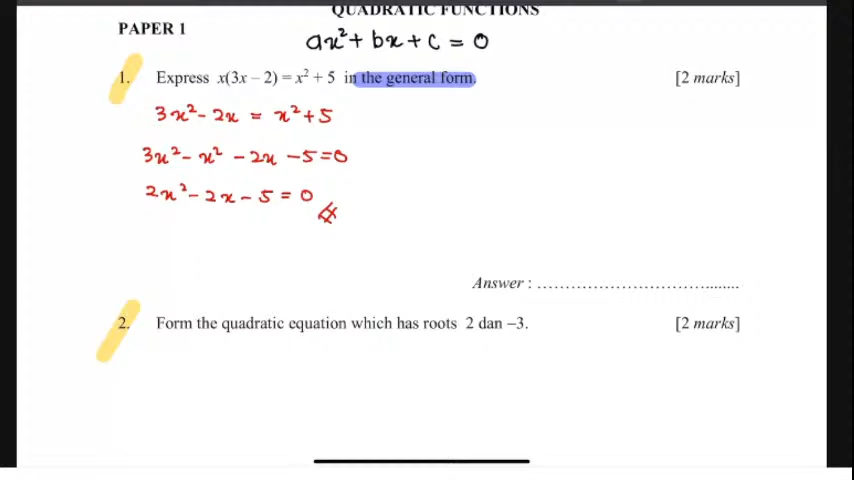 QUADRATIC FUNCTIONS
PAPER 1
ax² + bx + c = 0
1. Express x(3x – 2) = x² + 5 in the general form. [2 marks]
3x² - 2x = x² + 5
3x² - x² - 2x - 5 = 0
2x² - 2x - 5 = 0 #
Answer : ……………………………........
2. Form the quadratic equation which has roots 2 dan –3. [2 marks]